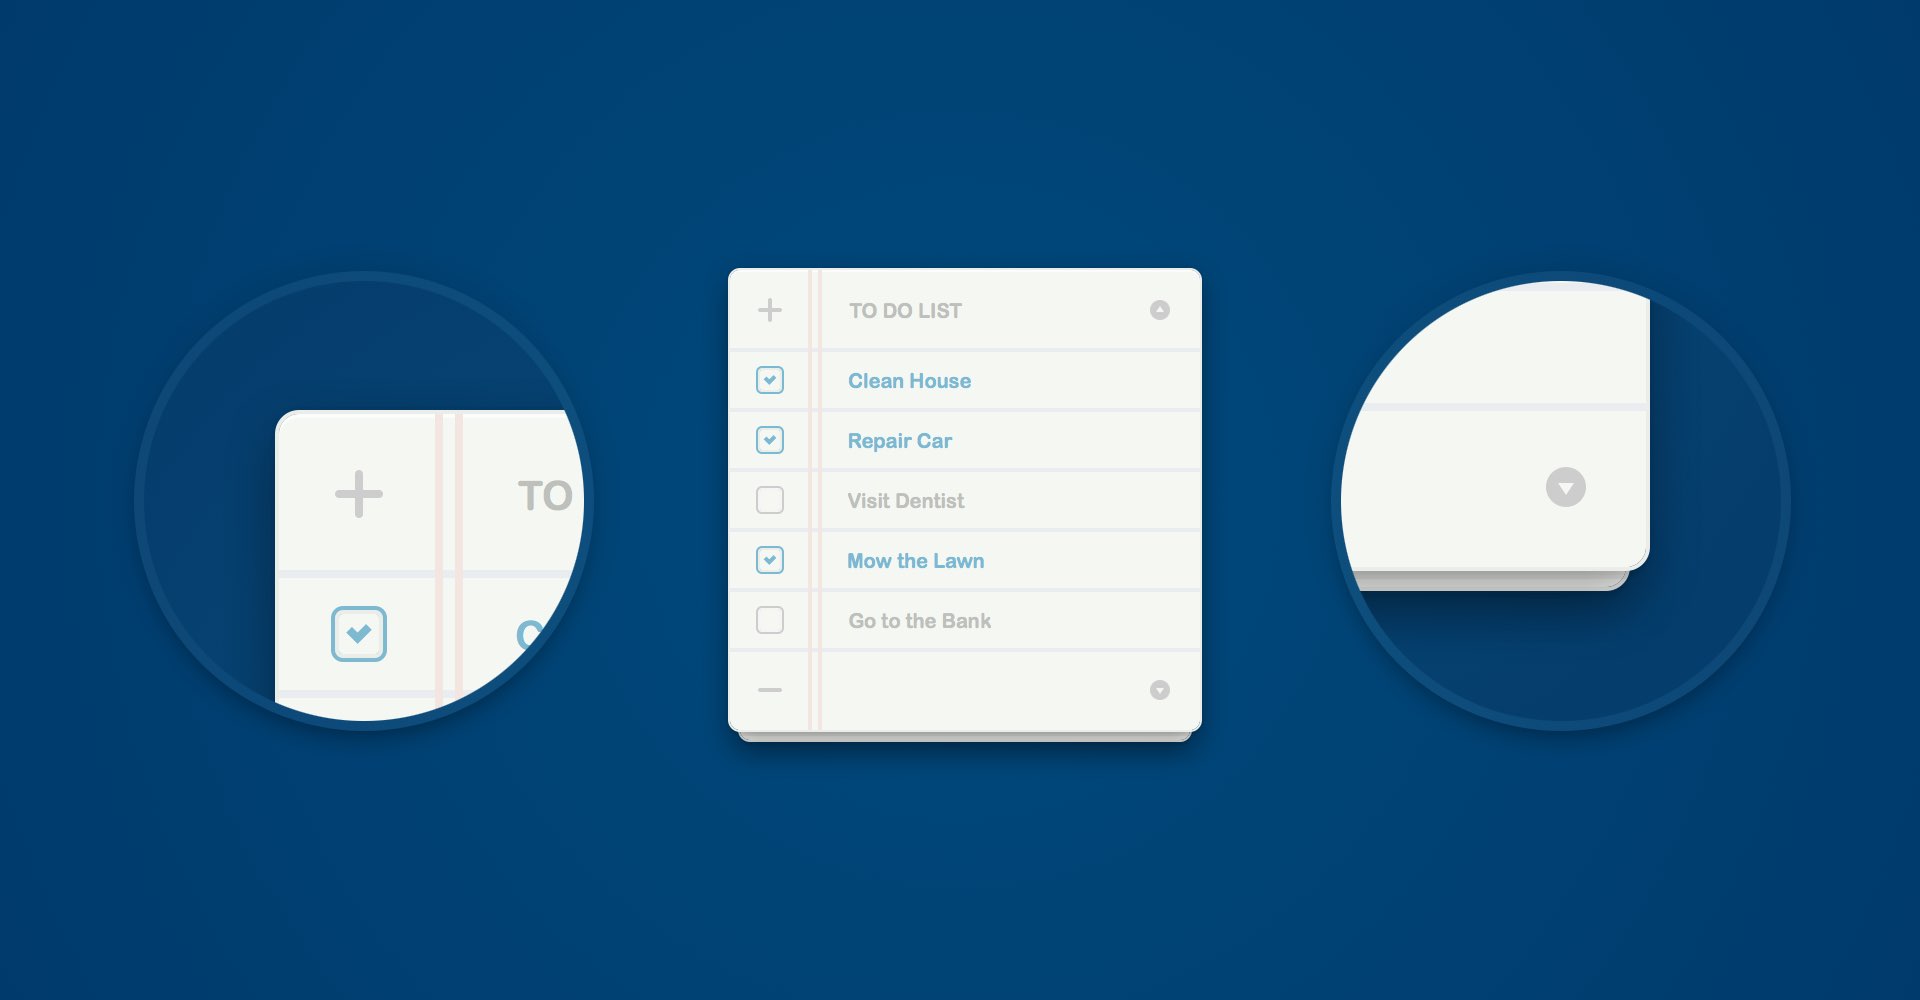 TO DO LIST
Clean House
Repair Car
Visit Dentist
Mow the Lawn
Go to the Bank
TO
C